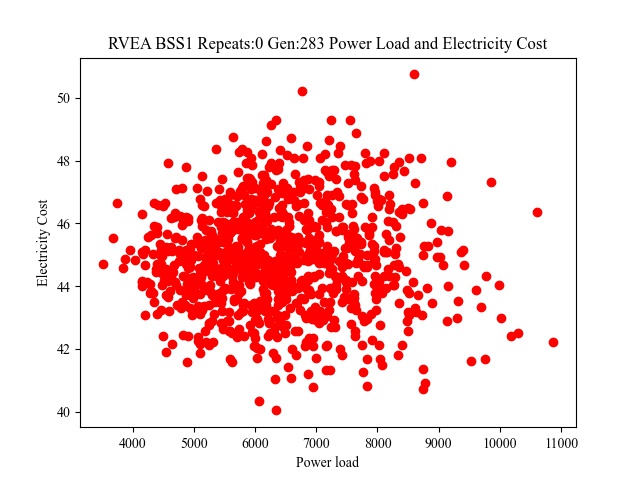 RVEA BSS1 Repeats:0 Gen:283 Power Load and Electricity Cost
50
48
46
44
42
40
Electricity Cost
4000 5000 6000 7000 8000 9000 10000 11000
Power load